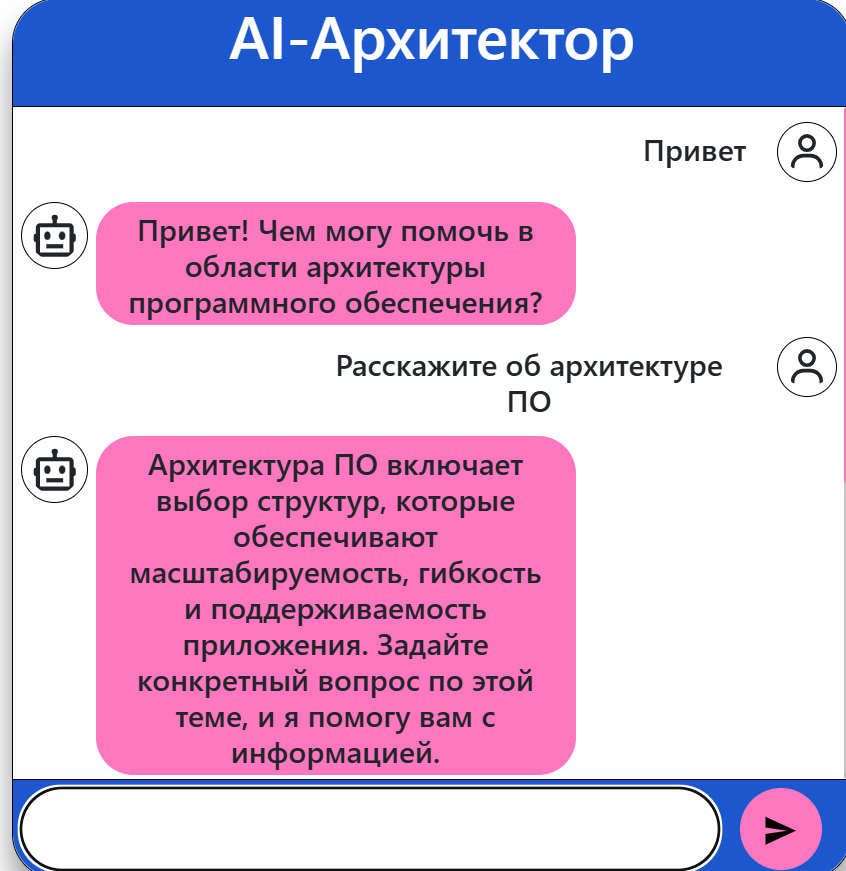 AI-Архитектор
Привет
Привет! Чем могу помочь в
области архитектуры
программного обеспечения?
Расскажите об архитектуре
ПО
Архитектура ПО включает
выбор структур, которые
обеспечивают
масштабируемость, гибкость
и поддерживаемость
приложения. Задайте
конкретный вопрос по этой
теме, и я помогу вам с
информацией.